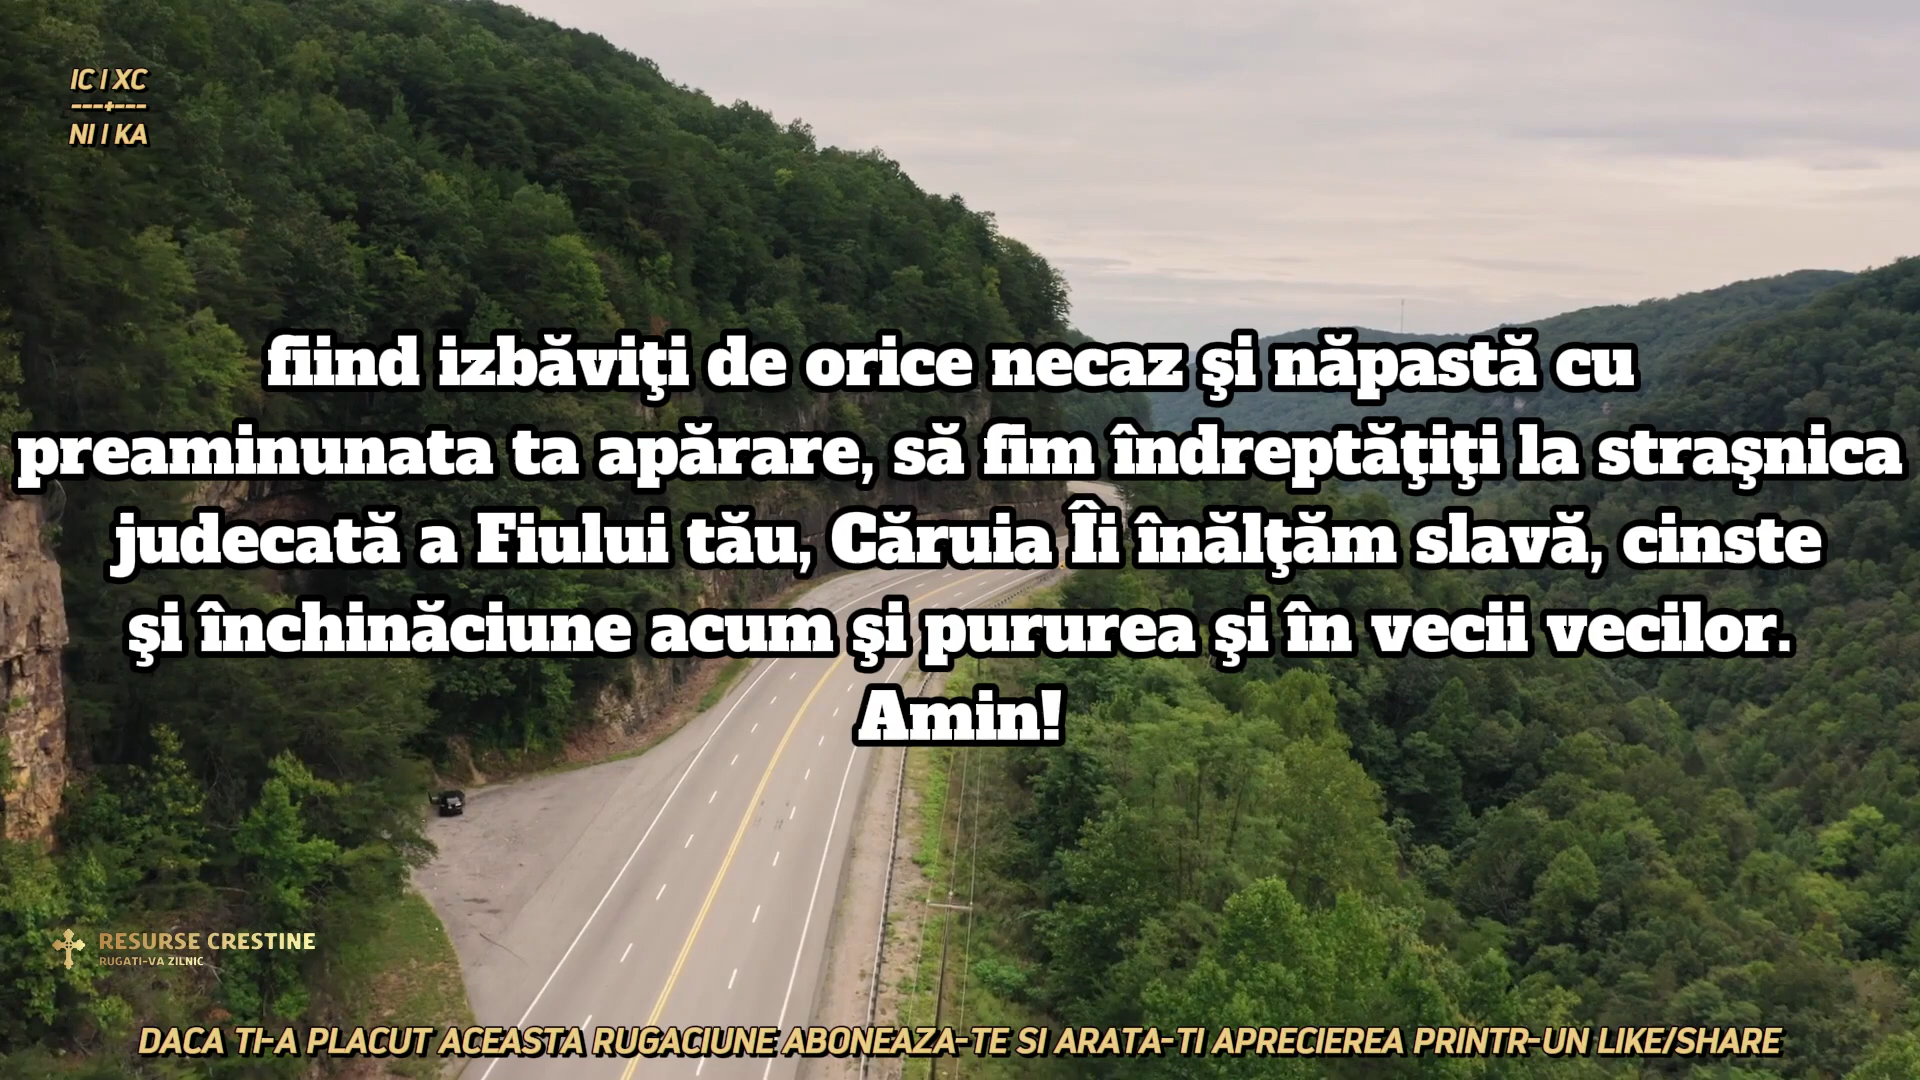 IC | XC
---+---
NI | KA
fiind izbăviţi de orice necaz şi năpastă cu
preaminunata ta apărare, să fim îndreptăţiţi la straşnica
judecată a Fiului tău, Căruia Îi înălţăm slavă, cinste
şi închinăciune acum şi pururea şi în vecii vecilor.
Amin!
RESURSE CRESTINE
RUGATI-VA ZILNIC
DACA TI-A PLACUT ACEASTA RUGACIUNE ABONEAZA-TE SI ARATA-TI APRECIEREA PRINTR-UN LIKE/SHARE